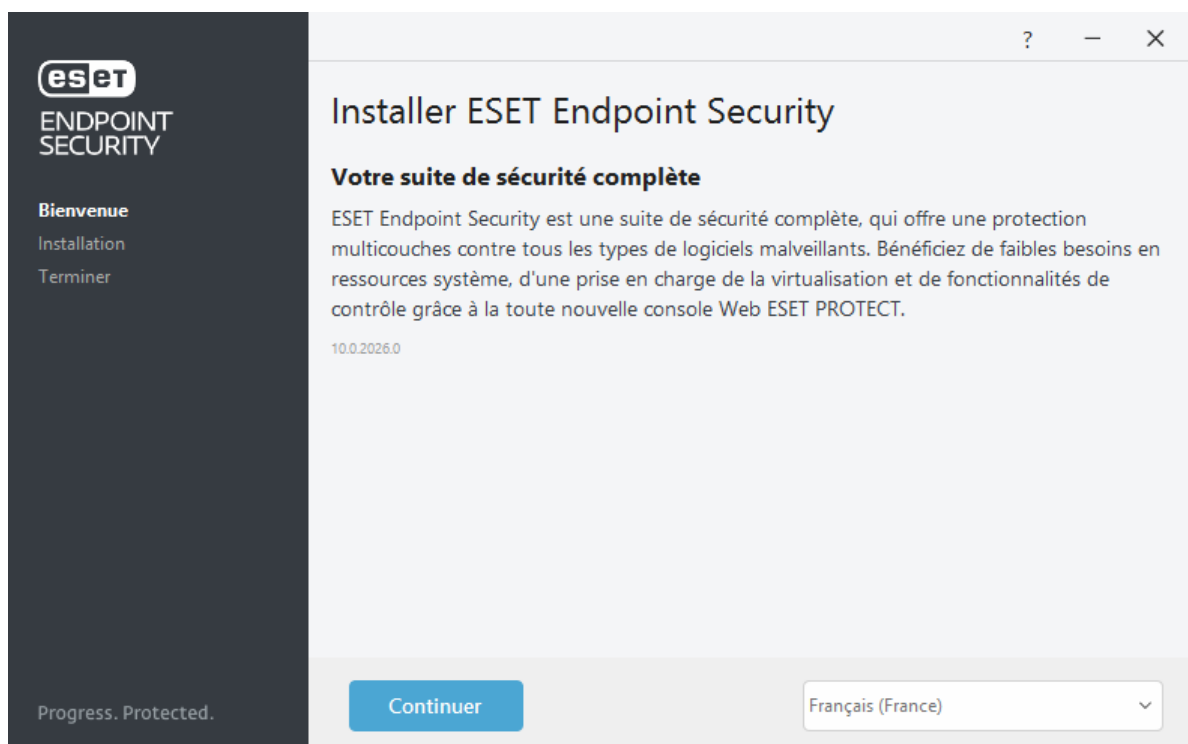 eset
ENDPOINT
SECURITY
Bienvenue
Installation
Terminer
Progress. Protected.
?
Installer ESET Endpoint Security
Votre suite de sécurité complète
ESET Endpoint Security est une suite de sécurité complète, qui offre une protection
multicouches contre tous les types de logiciels malveillants. Bénéficiez de faibles besoins en
ressources système, d'une prise en charge de la virtualisation et de fonctionnalités de
contrôle grâce à la toute nouvelle console Web ESET PROTECT.
10.0.2026.0
Continuer
Français (France)